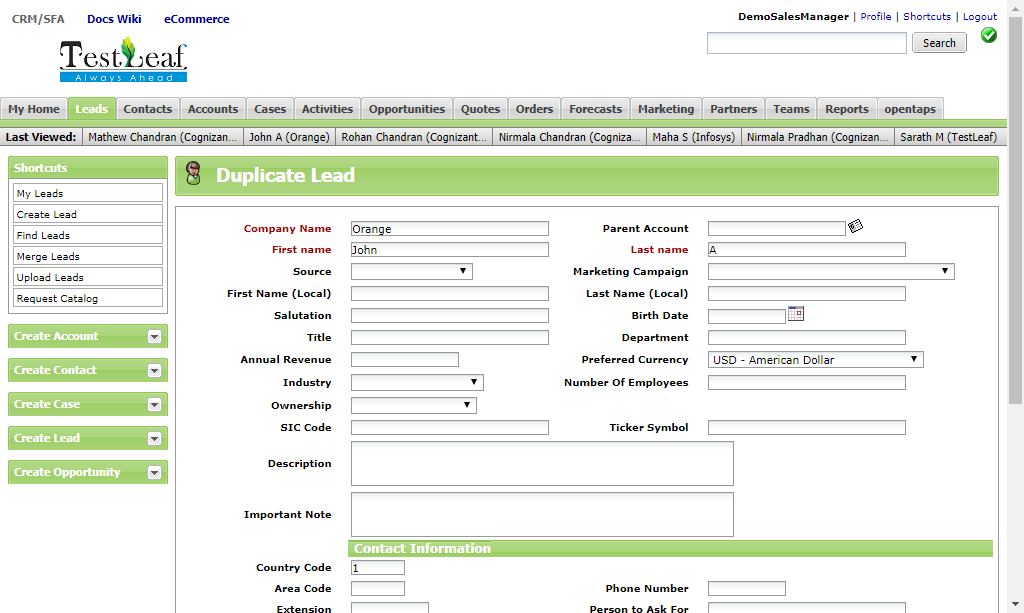 CRM/SFA Docs Wiki eCommerce
DemoSalesManager | Profile | Shortcuts | Logout
TestLeaf
Always Ahead
Search
My Home Leads Contacts Accounts Cases Activities Opportunities Quotes Orders Forecasts Marketing Partners Teams Reports opentaps
Last Viewed: Mathew Chandran (Cognizan... John A (Orange) Rohan Chandran (Cognizant... Nirmala Chandran (Cogniza... Maha S (Infosys) Nirmala Pradhan (Cognizan... Sarath M (TestLeaf)
Shortcuts
My Leads
Create Lead
Find Leads
Merge Leads
Upload Leads
Request Catalog
Create Account
Create Contact
Create Case
Create Lead
Create Opportunity
Duplicate Lead
Company Name Orange Parent Account
First name John Last name A
Source Marketing Campaign
First Name (Local) Last Name (Local)
Salutation Birth Date
Title Department
Annual Revenue Preferred Currency USD - American Dollar
Industry Number Of Employees
Ownership
SIC Code Ticker Symbol
Description
Important Note
Contact Information
Country Code 1
Area Code Phone Number
Extension Person to Ask For